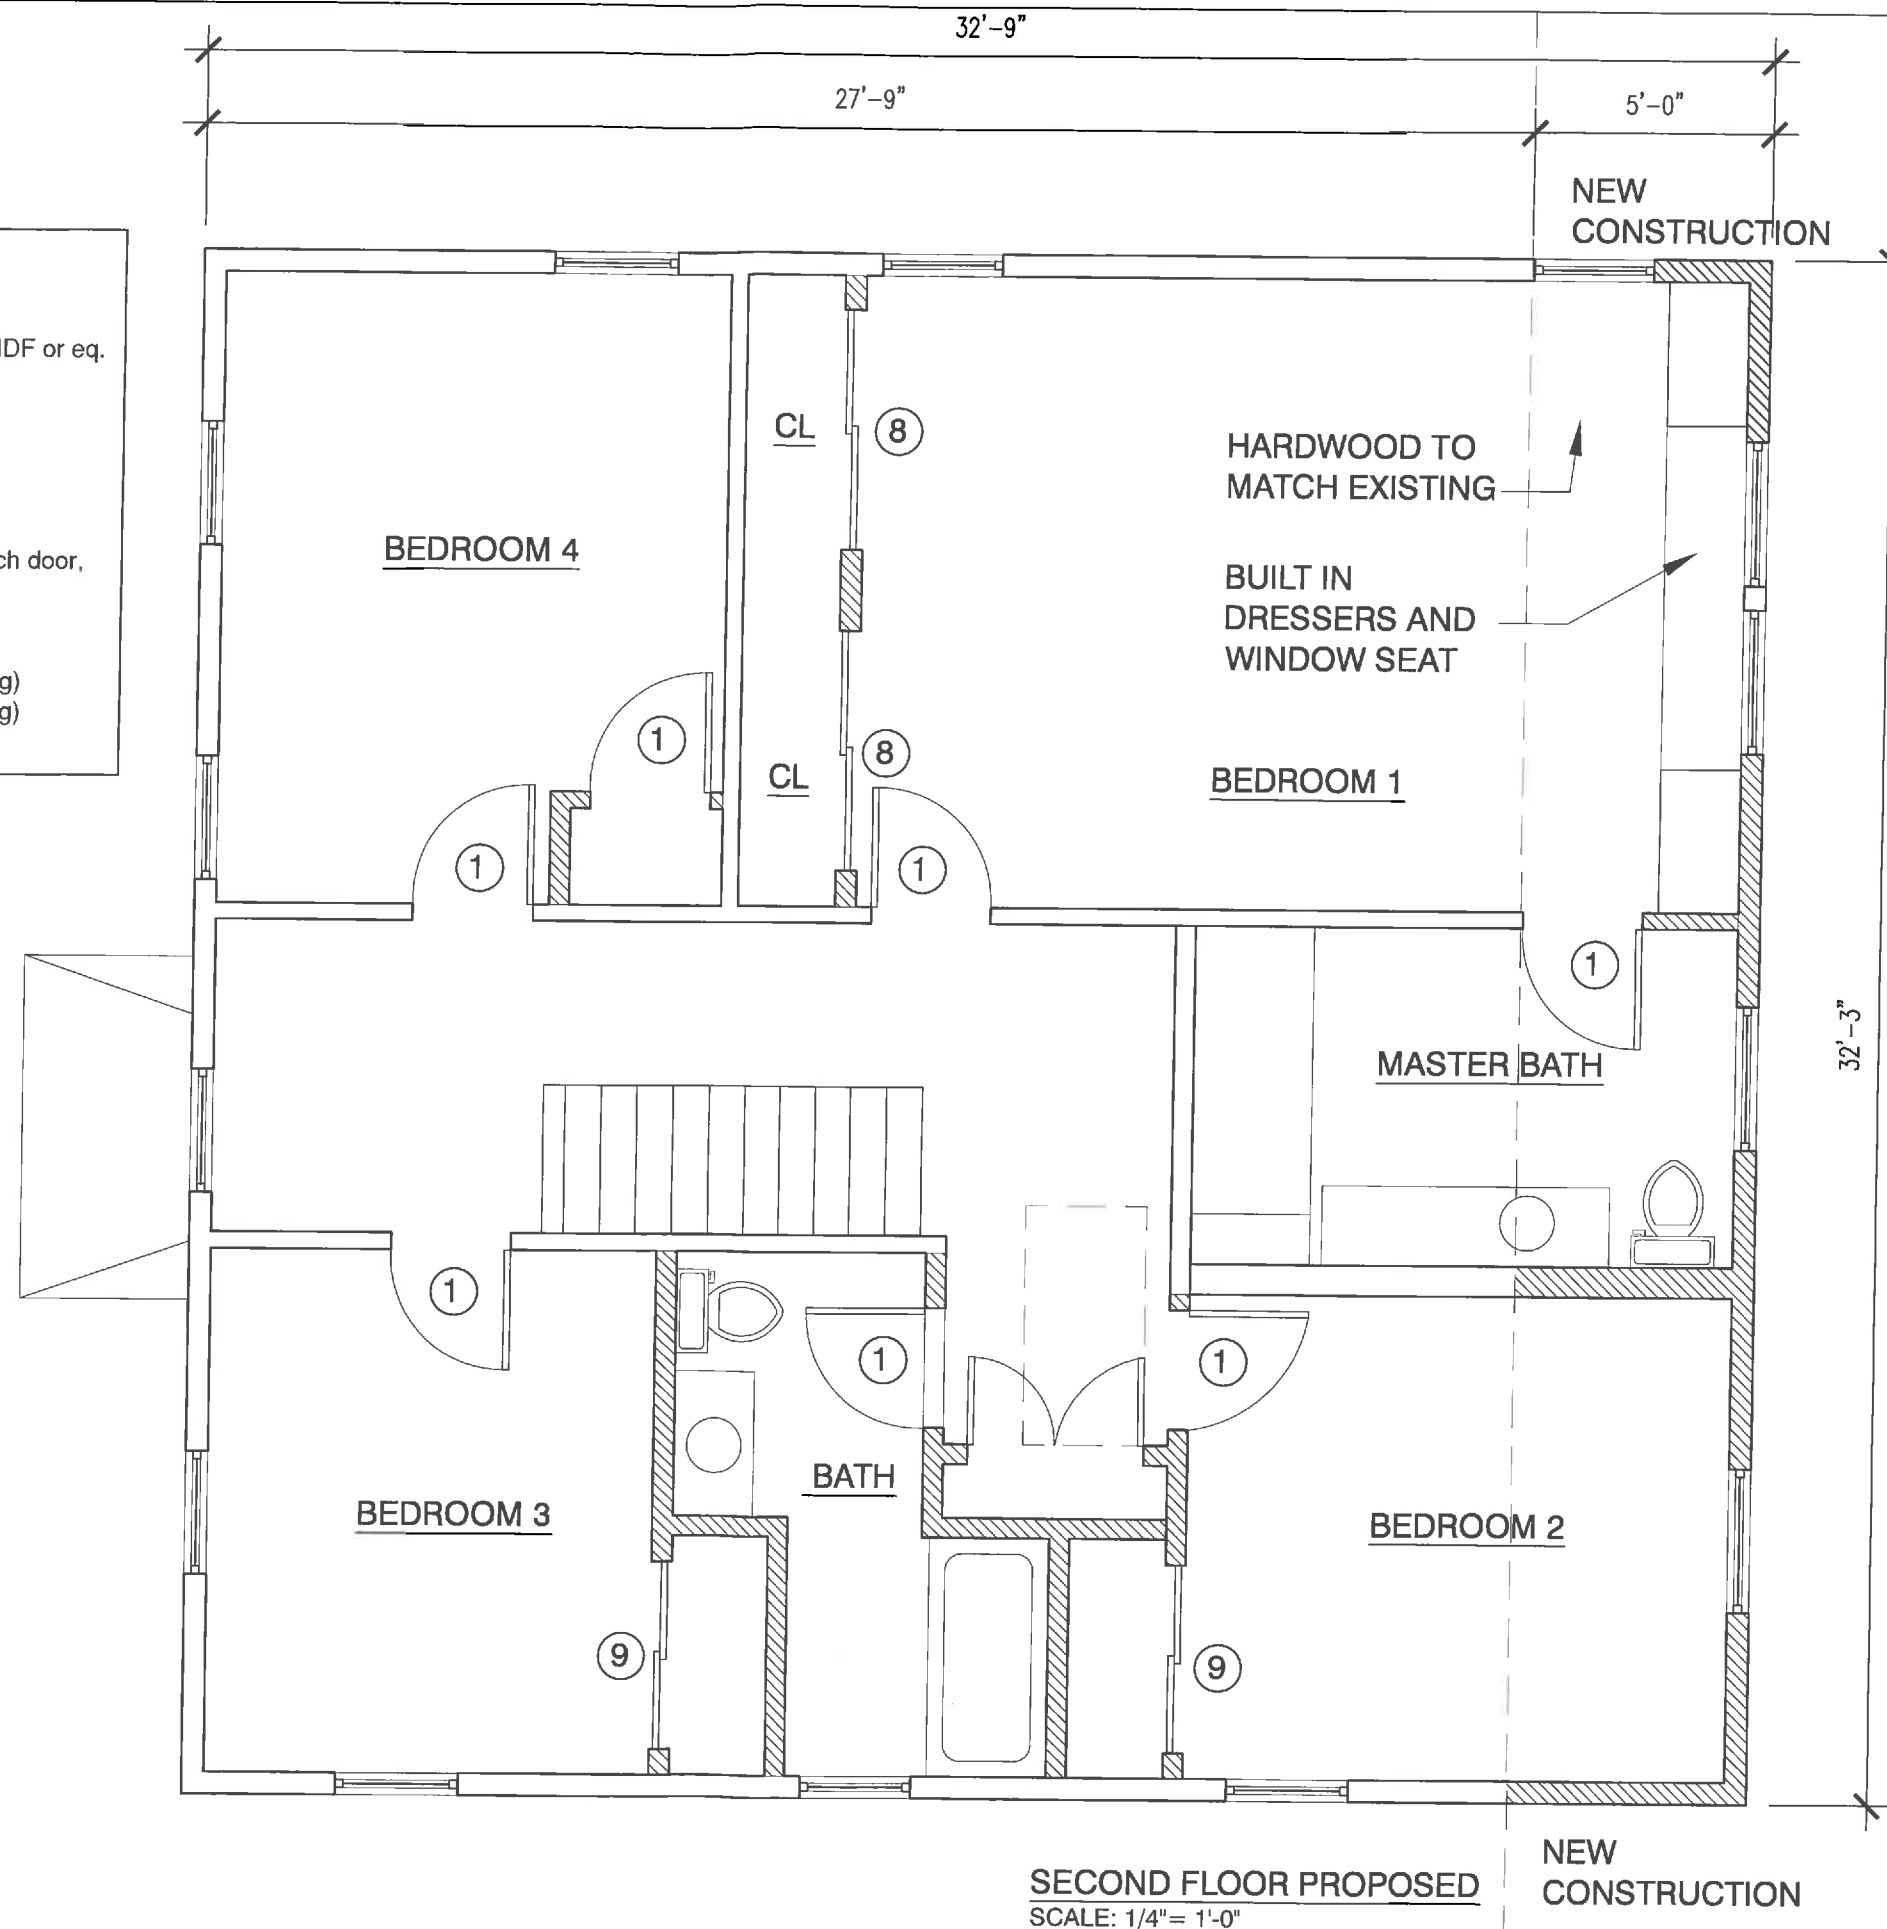 32'-9"
27'-9"
5'-0"
NEW
CONSTRUCTION
DF or eq.
ch door,
g)
g)
CL
8
HARDWOOD TO
MATCH EXISTING
BEDROOM 4
BUILT IN
DRESSERS AND
WINDOW SEAT
1
8
CL
BEDROOM 1
1
1
1
32'-3"
MASTER BATH
1
1
1
BATH
BEDROOM 3
BEDROOM 2
9
9
NEW
CONSTRUCTION
SECOND FLOOR PROPOSED
SCALE: 1/4"= 1'-0"